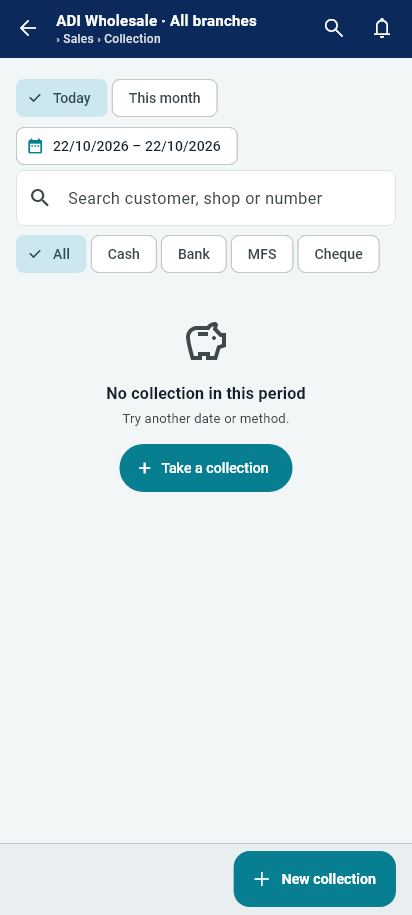 ADI Wholesale · All branches
› Sales › Collection
Today
This month
22/10/2026 – 22/10/2026
Search customer, shop or number
All
Cash
Bank
MFS
Cheque
No collection in this period
Try another date or method.
+ Take a collection
+ New collection